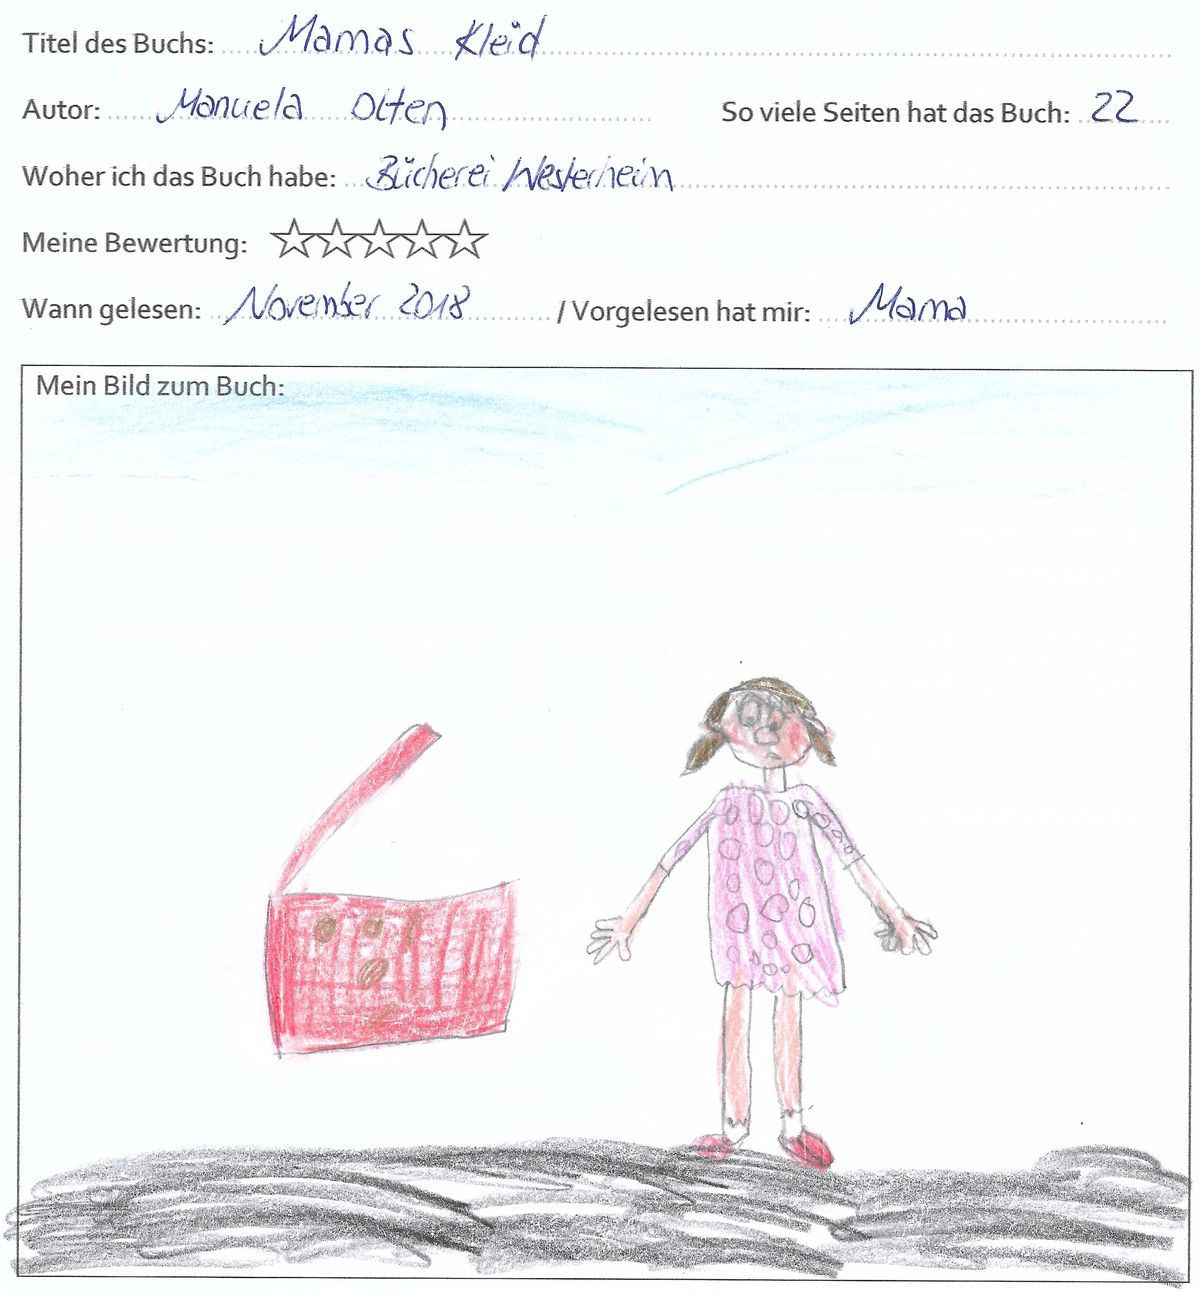 Titel des Buchs: Mamas Kleid
Autor: Manuela Olten So viele Seiten hat das Buch: 22
Woher ich das Buch habe: Bücherei Westerheim
Meine Bewertung:
Wann gelesen: November 2018 / Vorgelesen hat mir: Mama
Mein Bild zum Buch: